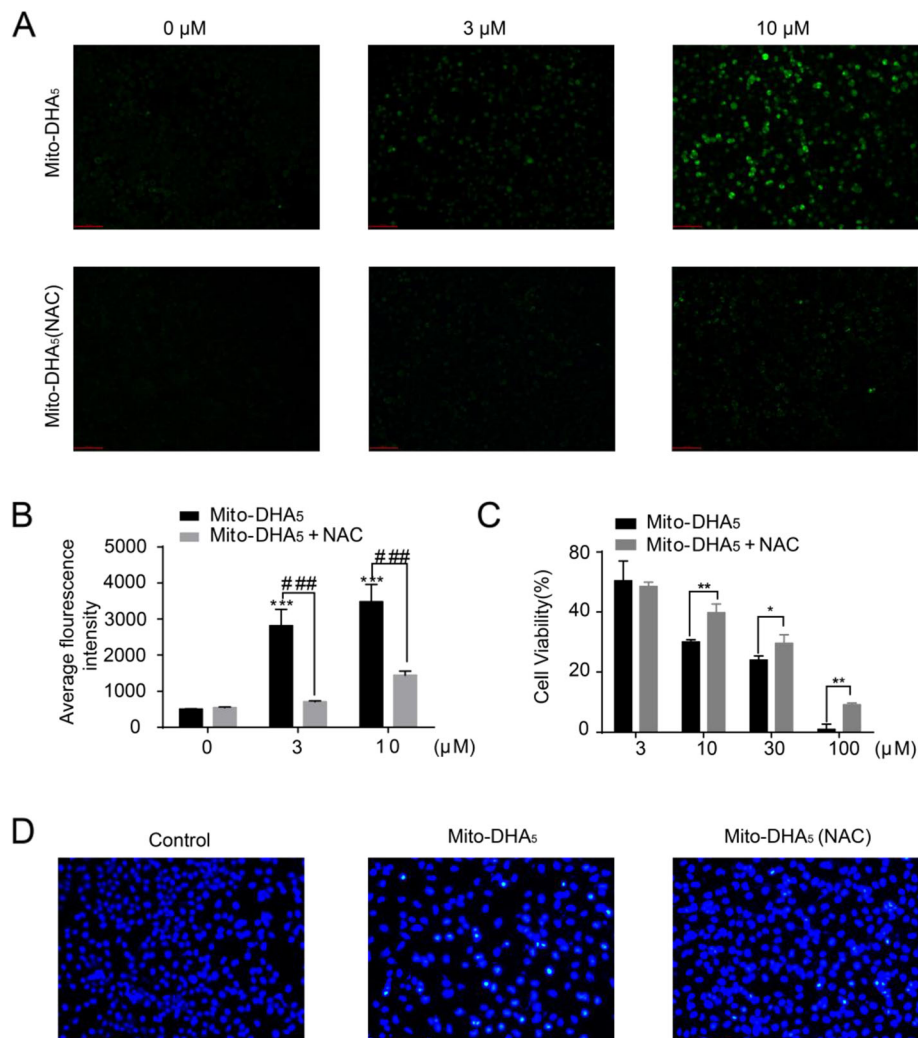 A
0 µM 3 µM 10 µM
Mito-DHA₅
Mito-DHA₅(NAC)
B
Mito-DHA₅
Mito-DHA₅ + NAC
Average flourescence
intensity
5000
4000
3000
2000
1000
0
***
###
***
###
0 3 10 (µM)
C
Mito-DHA₅
Mito-DHA₅ + NAC
Cell Viability(%)
80
60
40
20
0
**
*
**
3 10 30 100 (µM)
D
Control Mito-DHA₅ Mito-DHA₅ (NAC)